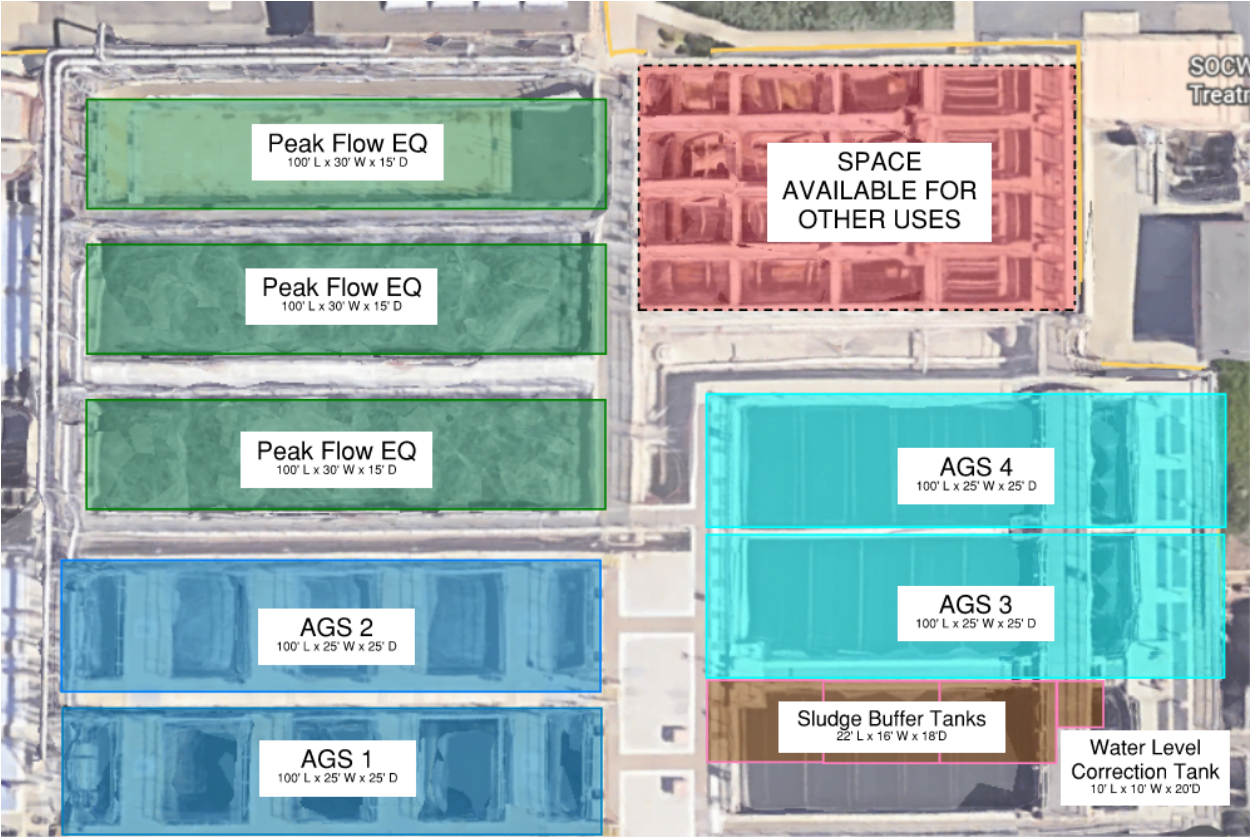 Peak Flow EQ
100' L x 30' W x 15' D
SPACE
AVAILABLE FOR
OTHER USES
SOCW
Treatm
Peak Flow EQ
100' L x 30' W x 15' D
Peak Flow EQ
100' L x 30' W x 15' D
AGS 4
100' L x 25' W x 25' D
AGS 3
100' L x 25' W x 25' D
AGS 2
100' L x 25' W x 25' D
Sludge Buffer Tanks
22' L x 16' W x 18'D
AGS 1
100' L x 25' W x 25' D
Water Level
Correction Tank
10' L x 10' W x 20'D